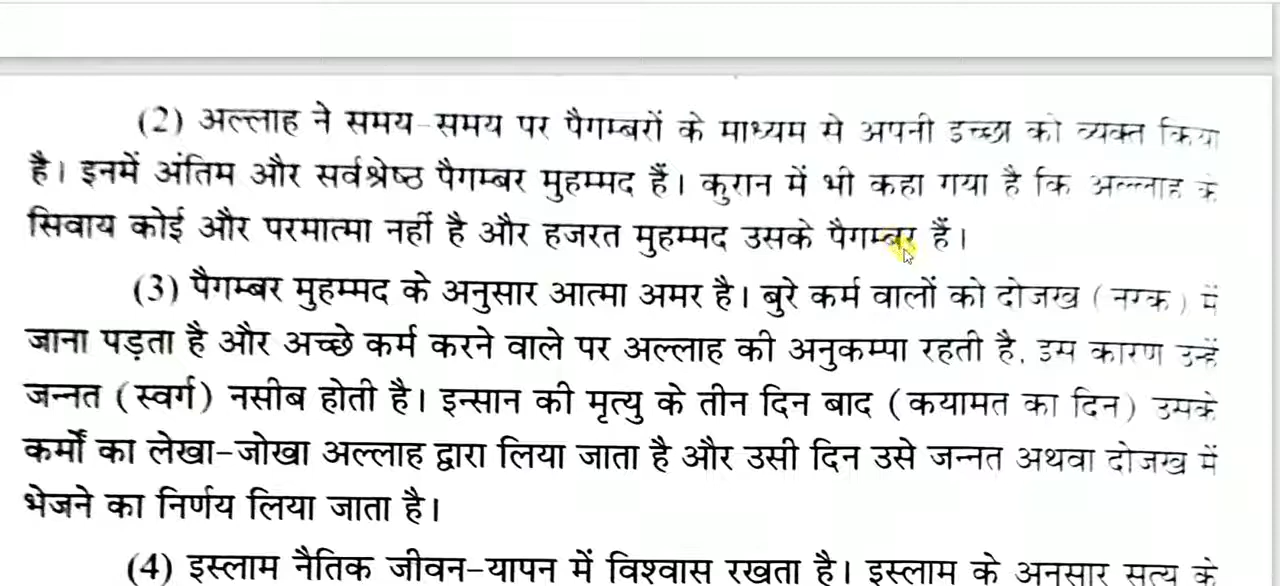 (2) अल्लाह ने समय-समय पर पैगम्बरों के माध्यम से अपनी इच्छा को व्यक्त किया
है। इनमें अंतिम और सर्वश्रेष्ठ पैगम्बर मुहम्मद हैं। कुरान में भी कहा गया है कि अल्लाह के
सिवाय कोई और परमात्मा नहीं है और हजरत मुहम्मद उसके पैगम्बर हैं।
(3) पैगम्बर मुहम्मद के अनुसार आत्मा अमर है। बुरे कर्म वालों को दोजख (नरक) में
जाना पड़ता है और अच्छे कर्म करने वाले पर अल्लाह की अनुकम्पा रहती है, इस कारण उन्हें
जन्नत (स्वर्ग) नसीब होती है। इन्सान की मृत्यु के तीन दिन बाद (कयामत का दिन) उसके
कर्मों का लेखा-जोखा अल्लाह द्वारा लिया जाता है और उसी दिन उसे जन्नत अथवा दोजख में
भेजने का निर्णय लिया जाता है।
(4) इस्लाम नैतिक जीवन-यापन में विश्वास रखता है। इस्लाम के अनुसार सत्य के